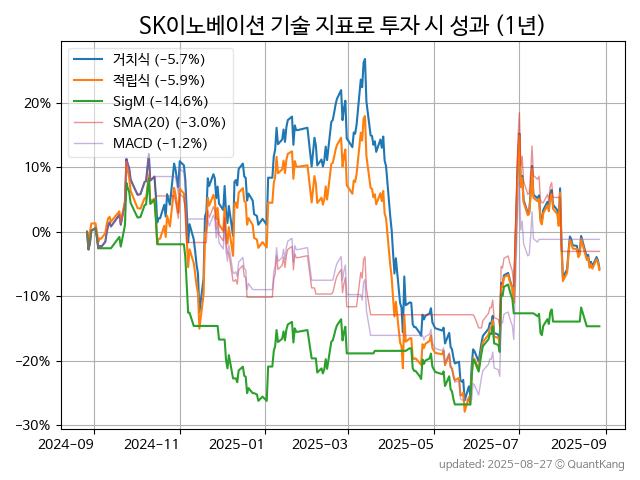 SK이노베이션 기술 지표로 투자 시 성과 (1년)
거치식 (−5.7%)
적립식 (−5.9%)
SigM (−14.6%)
SMA(20) (−3.0%)
MACD (−1.2%)
20%
10%
0%
−10%
−20%
−30%
2024-09 2024-11 2025-01 2025-03 2025-05 2025-07 2025-09
updated: 2025-08-27 © QuantKang